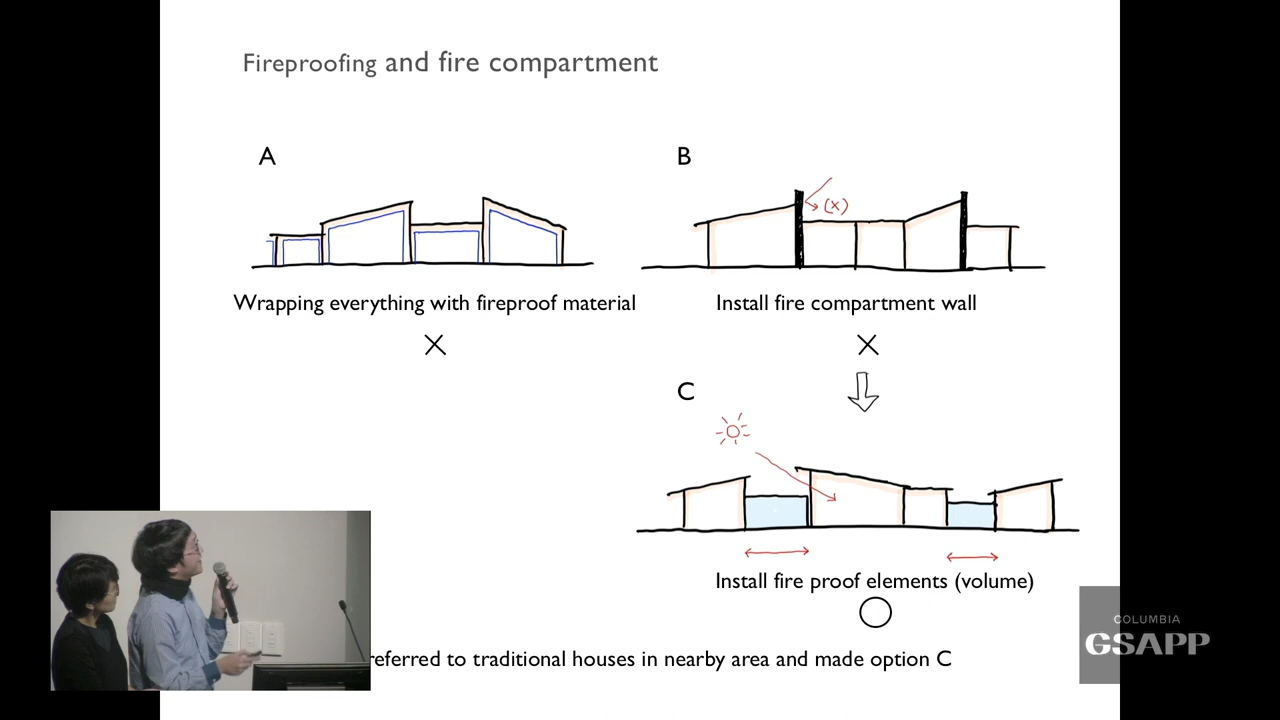 Fireproofing and fire compartment
A
B
(x)
Wrapping everything with fireproof material
Install fire compartment wall
C
Install fire proof elements (volume)
referred to traditional houses in nearby area and made option C
COLUMBIA
GSAPP